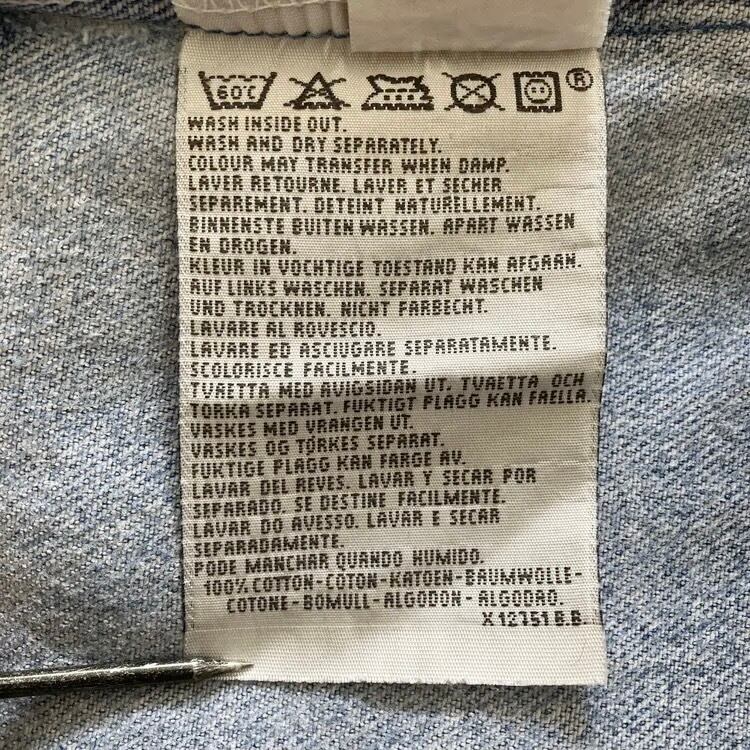 60C
®
WASH INSIDE OUT.
WASH AND DRY SEPARATELY.
COLOUR MAY TRANSFER WHEN DAMP.
LAVER RETOURNE. LAVER ET SECHER
SEPAREMENT. DETEINT NATURELLEMENT.
BINNENSTE BUITEN WASSEN. APART WASSEN
EN DROGEN.
KLEUR IN VOCHTIGE TOESTAND KAN AFGAAN.
AUF LINKS WASCHEN. SEPARAT WASCHEN
UND TROCKNEN. NICHT FARBECHT.
LAVARE AL ROVESCIO.
LAVARE ED ASCIUGARE SEPARATAMENTE.
SCOLORISCE FACILMENTE.
TVAETTA MED AVIGSIDAN UT. TVAETTA OCH
TORKA SEPARAT. FUKTIGT PLAGG KAN FAELLA.
VASKES MED VRANGEN UT.
VASKES OG TØRKES SEPARAT.
FUKTIGE PLAGG KAN FARGE AV.
LAVAR DEL REVES. LAVAR Y SECAR POR
SEPARADO. SE DESTINE FACILMENTE.
LAVAR DO AVESSO. LAVAR E SECAR
SEPARADAMENTE.
PODE MANCHAR QUANDO HUMIDO.
100% COTTON-COTON-KATOEN-BAUMWOLLE-
COTONE-BOMULL-ALGODON-ALGODAO.
X 12751 B.B.